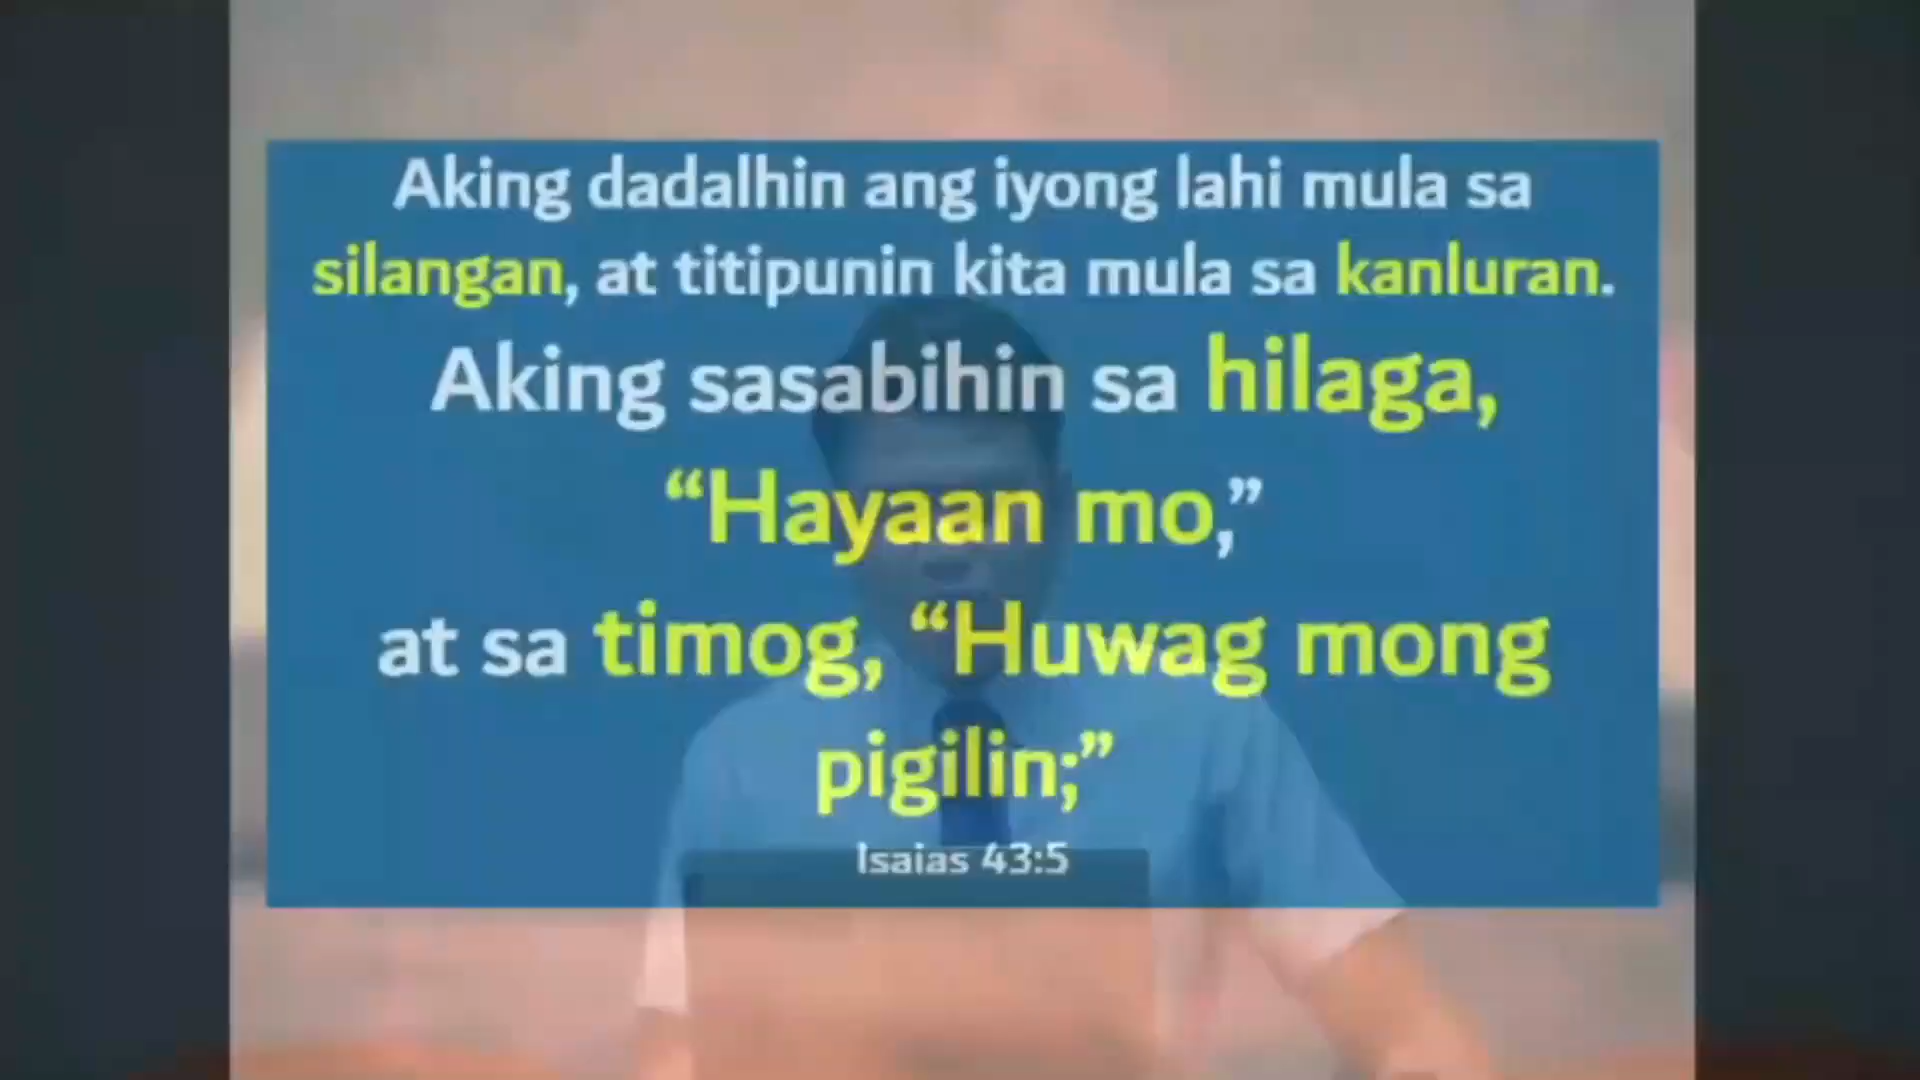 Aking dadalhin ang iyong lahi mula sa
silangan, at titipunin kita mula sa kanluran.
Aking sasabihin sa hilaga,
“Hayaan mo,”
at sa timog, “Huwag mong
pigilin;”
Isaias 43:5